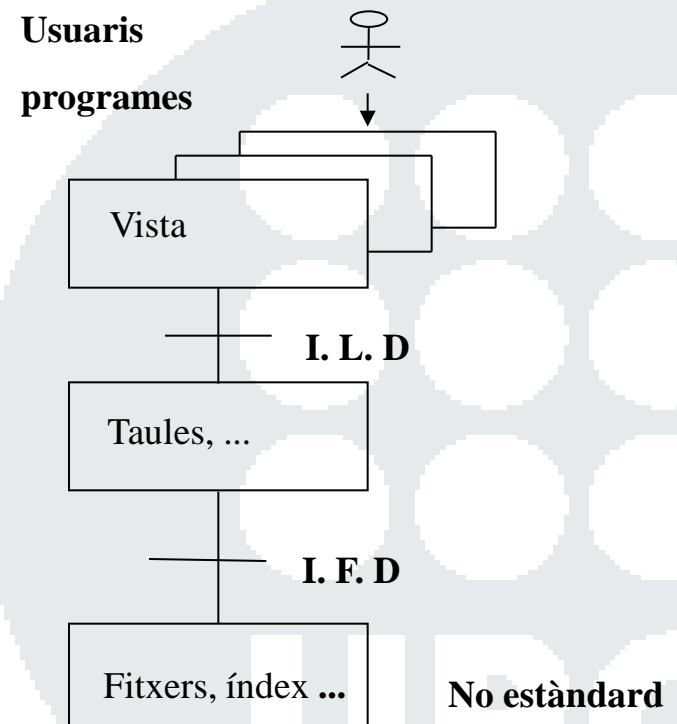 Usuaris
programes
Vista
I. L. D
Taules, ...
I. F. D
Fitxers, índex ...
No estàndard